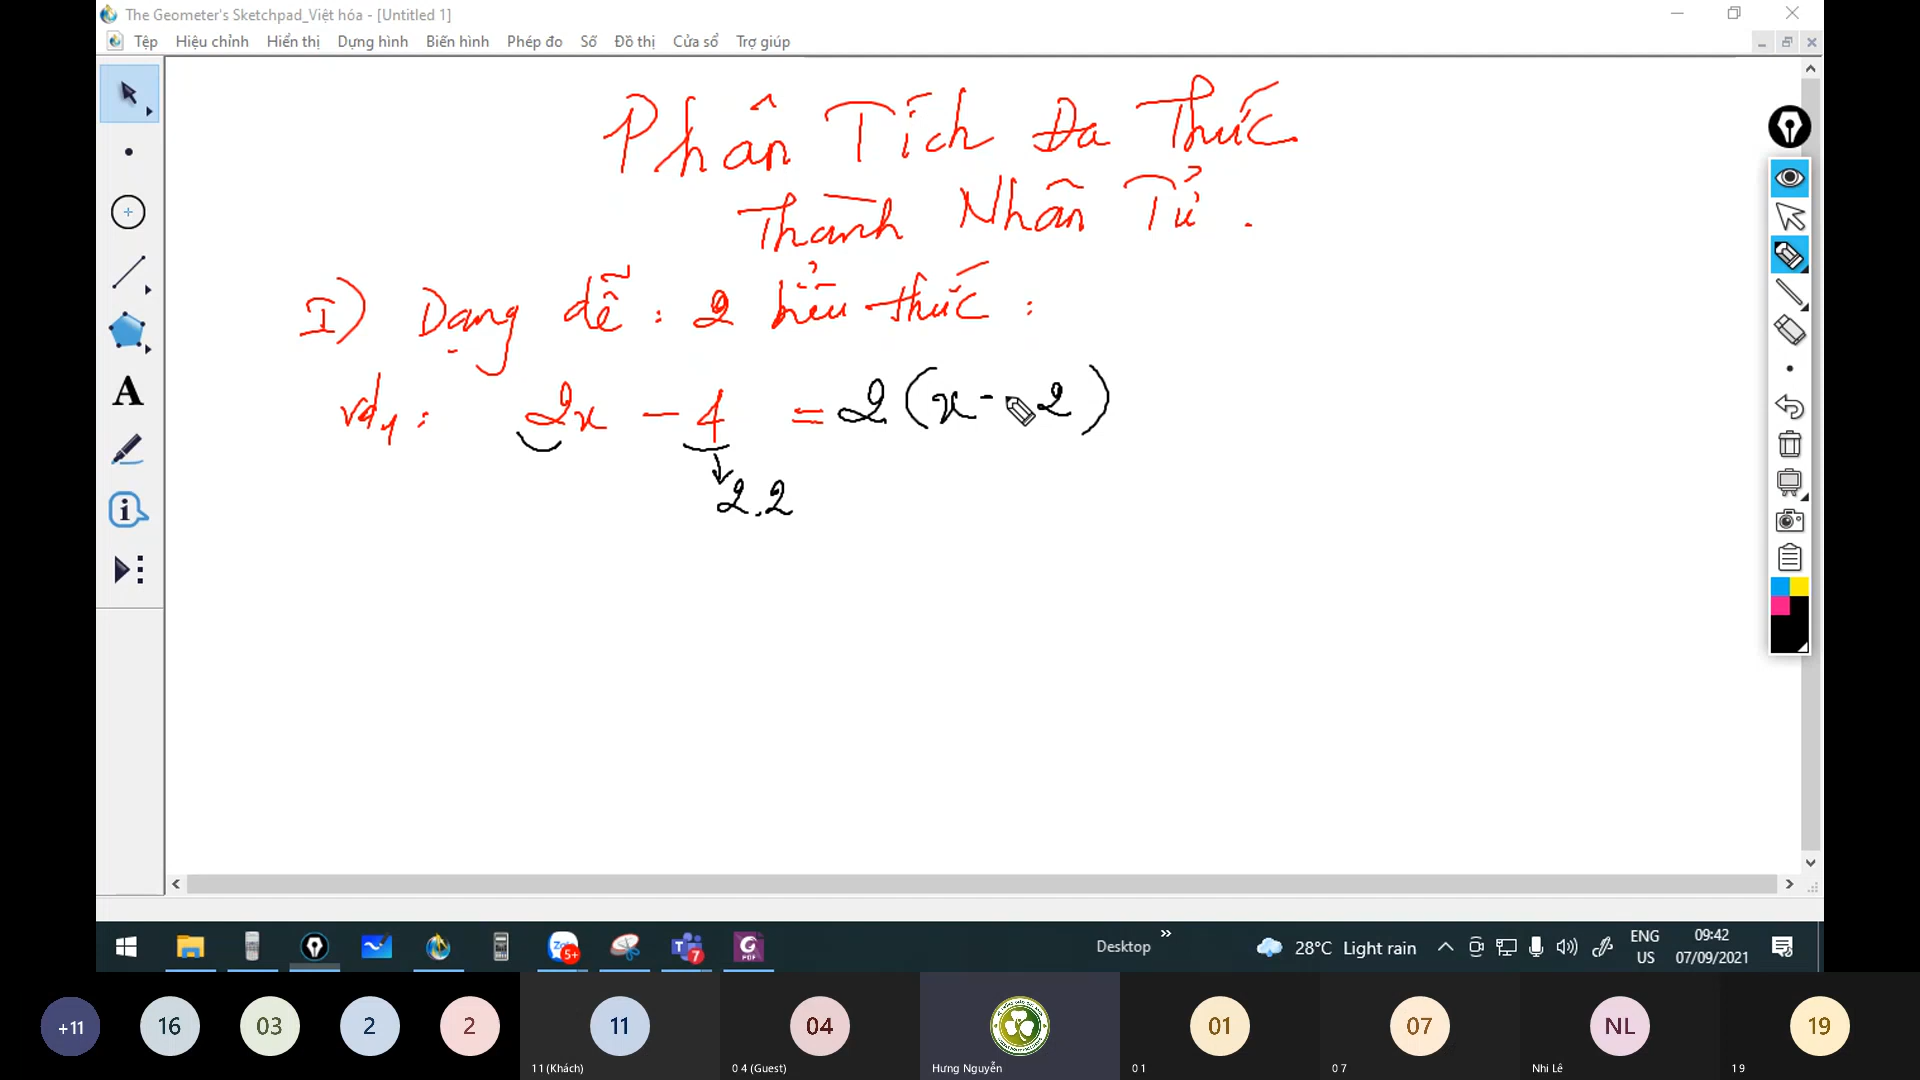 The Geometer's Sketchpad_Việt hóa - [Untitled 1]
Tệp Hiệu chỉnh Hiển thị Dựng hình Biến hình Phép đo Số Đồ thị Cửa sổ Trợ giúp
Phân Tích Đa Thức
Thành Nhân Tử .
I) Dạng dễ : 2 biểu thức :
vd1 : 2x - 4 = 2(x - 2)
2.2
A
Zalo 5+
7
PDF
Desktop
28°C Light rain
ENG
US
09:42
07/09/2021
+11
16
03
2
2
11
11 (Khách)
04
0 4 (Guest)
Hưng Nguyễn
01
0 1
07
0 7
NL
Nhi Lê
19
1 9